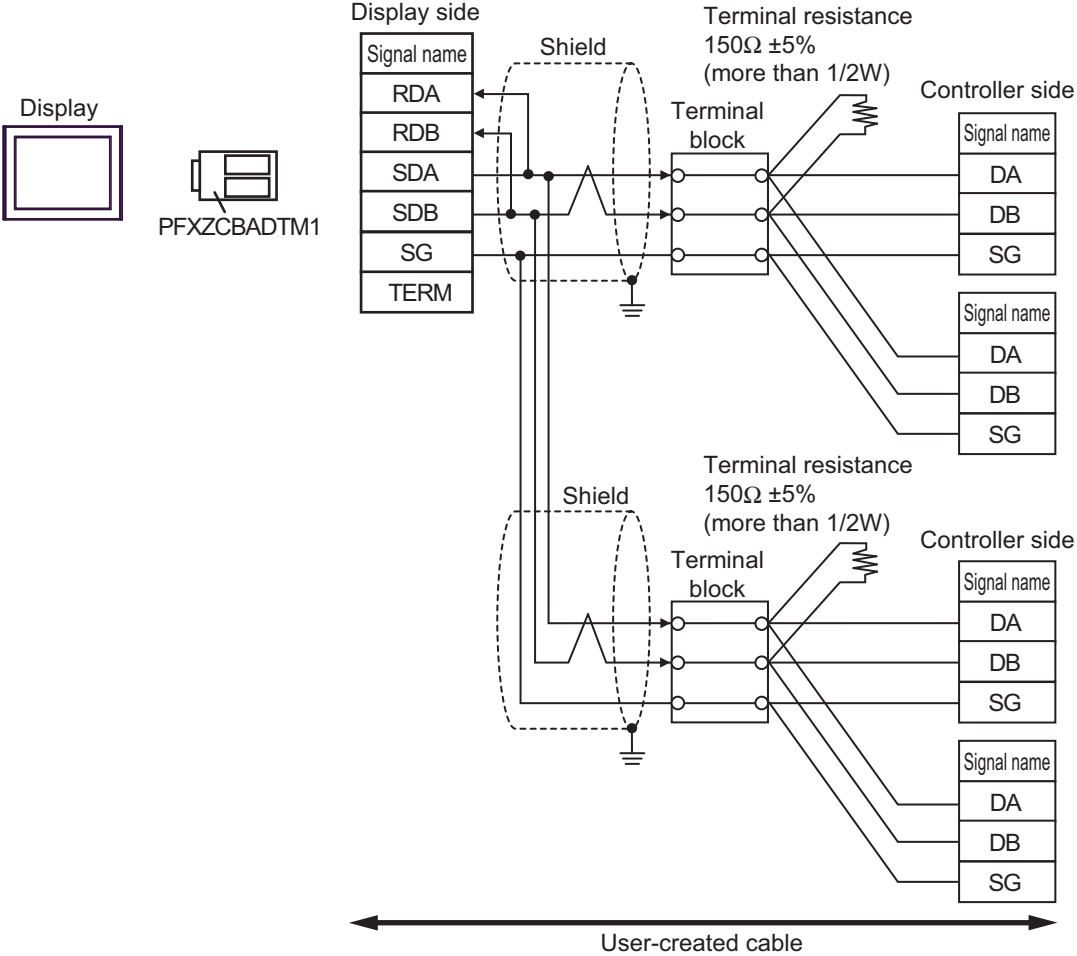 Display side
Signal name
RDA
RDB
SDA
SDB
SG
TERM
Display
PFXZCBADTM1
Shield
Terminal resistance
150Ω ±5%
(more than 1/2W)
Terminal
block
Controller side
Signal name
DA
DB
SG
Signal name
DA
DB
SG
Shield
Terminal resistance
150Ω ±5%
(more than 1/2W)
Terminal
block
Controller side
Signal name
DA
DB
SG
Signal name
DA
DB
SG
User-created cable